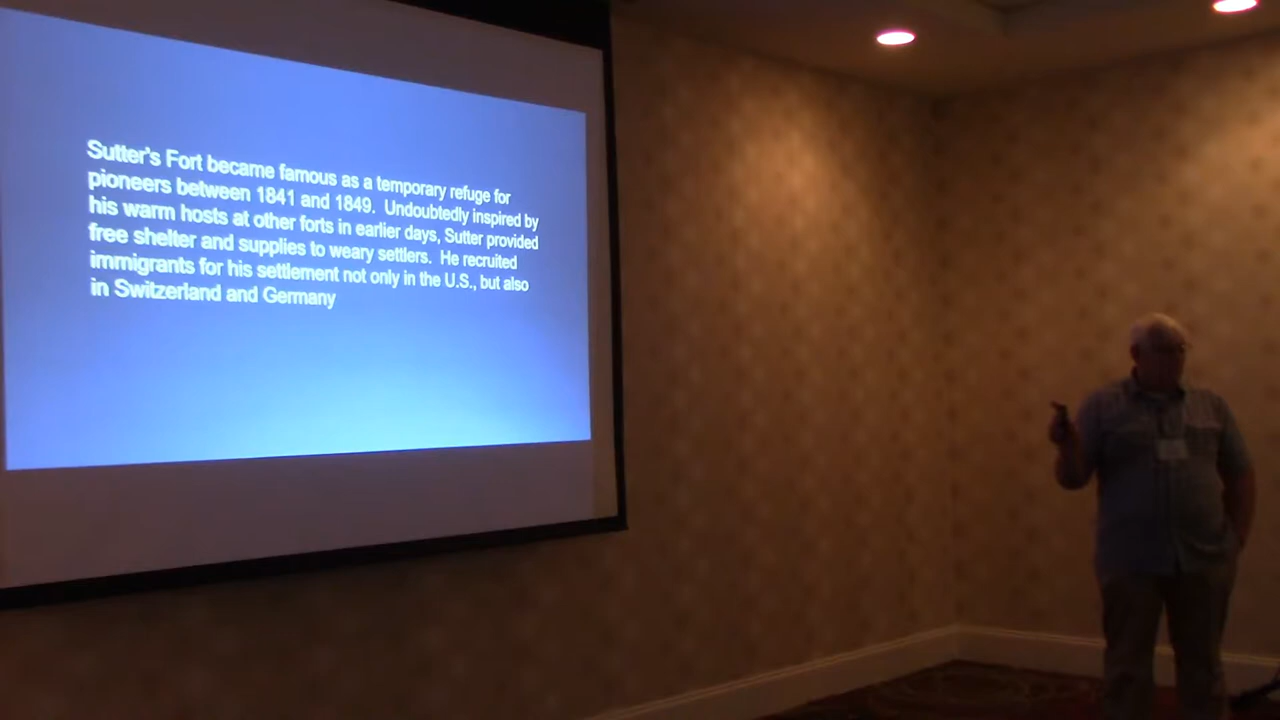 Sutter's Fort became famous as a temporary refuge for
pioneers between 1841 and 1849.  Undoubtedly inspired by
his warm hosts at other forts in earlier days, Sutter provided
free shelter and supplies to weary settlers.  He recruited
immigrants for his settlement not only in the U.S., but also
in Switzerland and Germany